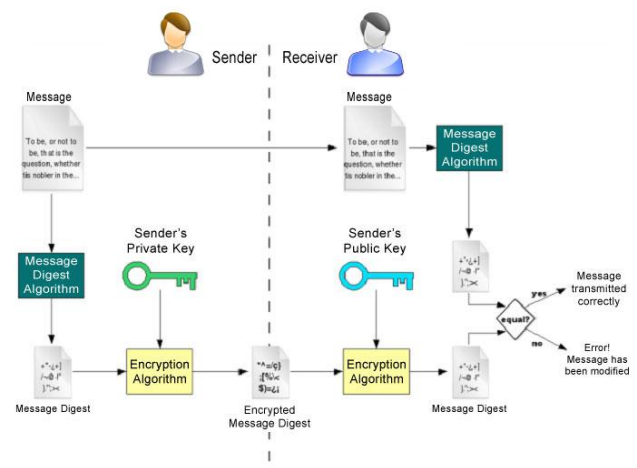 Sender
Receiver
Message
Message
"To be, or not to
be, that is the
question, whether
tis nobler in the...
To be, or not to
be, that is the
question, whether
tis nobler in the...
Message
Digest
Algorithm
Sender's
Private Key
Sender's
Public Key
Message
Digest
Algorithm
yes
Message
transmitted
correctly
equal?
no
Error!
Message has
been modified
Encryption
Algorithm
Encryption
Algorithm
Message Digest
Encrypted
Message Digest
Message Digest